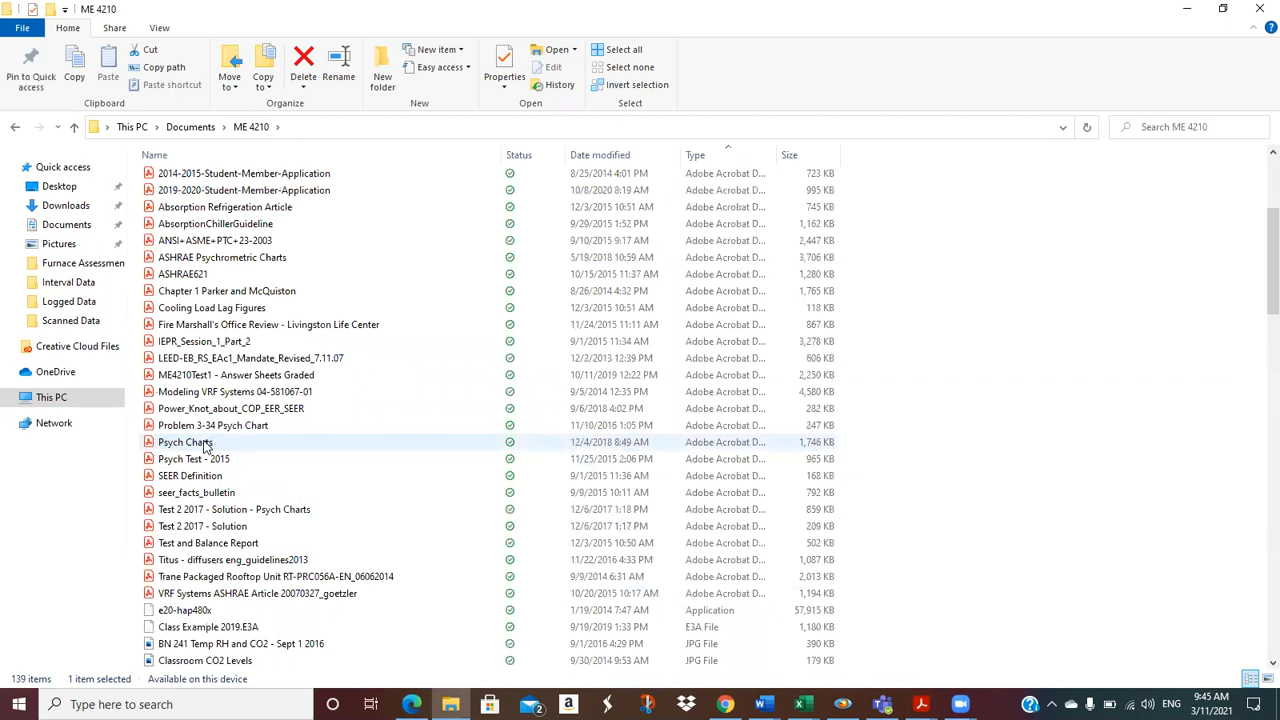 ME 4210
File Home Share View
Pin to Quick access
Copy
Paste
Cut
Copy path
Paste shortcut
Clipboard
Move to
Copy to
Delete
Rename
Organize
New folder
New item
Easy access
New
Properties
Open
Edit
History
Open
Select all
Select none
Invert selection
Select
This PC Documents ME 4210
Search ME 4210
Quick access
Desktop
Downloads
Documents
Pictures
Furnace Assessmen
Interval Data
Logged Data
Scanned Data
Creative Cloud Files
OneDrive
This PC
Network
Name Status Date modified Type Size
2014-2015-Student-Member-Application 8/25/2014 4:01 PM Adobe Acrobat D... 723 KB
2019-2020-Student-Member-Application 10/8/2020 8:19 AM Adobe Acrobat D... 995 KB
Absorption Refrigeration Article 12/3/2015 10:51 AM Adobe Acrobat D... 745 KB
AbsorptionChillerGuideline 9/29/2015 1:52 PM Adobe Acrobat D... 1,162 KB
ANSI+ASME+PTC+23-2003 9/10/2015 9:17 AM Adobe Acrobat D... 2,447 KB
ASHRAE Psychrometric Charts 5/19/2018 10:59 AM Adobe Acrobat D... 3,706 KB
ASHRAE621 10/15/2015 11:37 AM Adobe Acrobat D... 1,280 KB
Chapter 1 Parker and McQuiston 8/26/2014 4:32 PM Adobe Acrobat D... 1,765 KB
Cooling Load Lag Figures 12/3/2015 10:51 AM Adobe Acrobat D... 118 KB
Fire Marshall's Office Review - Livingston Life Center 11/24/2015 11:11 AM Adobe Acrobat D... 867 KB
IEPR_Session_1_Part_2 9/1/2015 11:34 AM Adobe Acrobat D... 3,278 KB
LEED-EB_RS_EAc1_Mandate_Revised_7.11.07 12/2/2013 12:39 PM Adobe Acrobat D... 606 KB
ME4210Test1 - Answer Sheets Graded 10/11/2019 12:22 PM Adobe Acrobat D... 2,250 KB
Modeling VRF Systems 04-581067-01 9/5/2014 12:35 PM Adobe Acrobat D... 4,580 KB
Power_Knot_about_COP_EER_SEER 9/6/2018 4:02 PM Adobe Acrobat D... 282 KB
Problem 3-34 Psych Chart 11/10/2016 1:05 PM Adobe Acrobat D... 247 KB
Psych Charts 12/4/2018 8:49 AM Adobe Acrobat D... 1,746 KB
Psych Test - 2015 11/25/2015 2:06 PM Adobe Acrobat D... 965 KB
SEER Definition 9/1/2015 11:36 AM Adobe Acrobat D... 168 KB
seer_facts_bulletin 9/9/2015 10:11 AM Adobe Acrobat D... 792 KB
Test 2 2017 - Solution - Psych Charts 12/6/2017 1:18 PM Adobe Acrobat D... 859 KB
Test 2 2017 - Solution 12/6/2017 1:17 PM Adobe Acrobat D... 209 KB
Test and Balance Report 12/3/2015 10:50 AM Adobe Acrobat D... 502 KB
Titus - diffusers eng_guidelines2013 11/22/2016 4:33 PM Adobe Acrobat D... 1,087 KB
Trane Packaged Rooftop Unit RT-PRC056A-EN_06062014 9/9/2014 6:31 AM Adobe Acrobat D... 2,013 KB
VRF Systems ASHRAE Article 20070327_goetzler 10/20/2015 10:17 AM Adobe Acrobat D... 1,194 KB
e20-hap480x 1/19/2014 7:47 AM Application 57,915 KB
Class Example 2019.E3A 9/19/2019 1:33 PM E3A File 1,180 KB
BN 241 Temp RH and CO2 - Sept 1 2016 9/1/2016 4:29 PM JPG File 390 KB
Classroom CO2 Levels 9/30/2014 9:53 AM JPG File 179 KB
139 items 1 item selected Available on this device
Type here to search
9:45 AM
3/11/2021